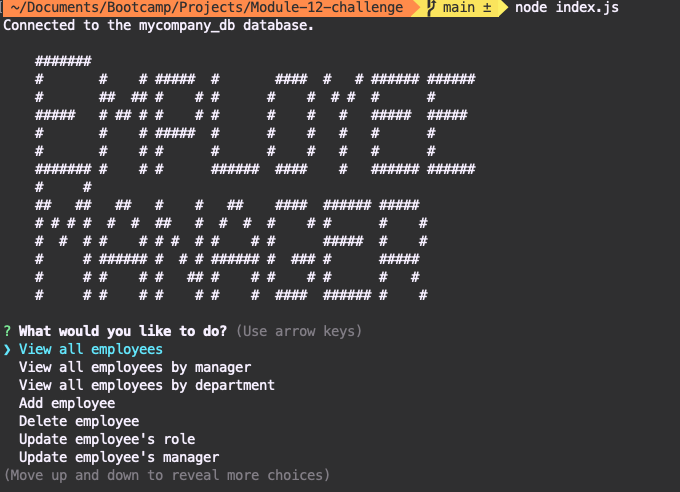 ~/Documents/Bootcamp/Projects/Module-12-challenge main ± node index.js
Connected to the mycompany_db database.
EMPLOYEE
MANAGER
? What would you like to do? (Use arrow keys)
❯ View all employees
View all employees by manager
View all employees by department
Add employee
Delete employee
Update employee's role
Update employee's manager
(Move up and down to reveal more choices)